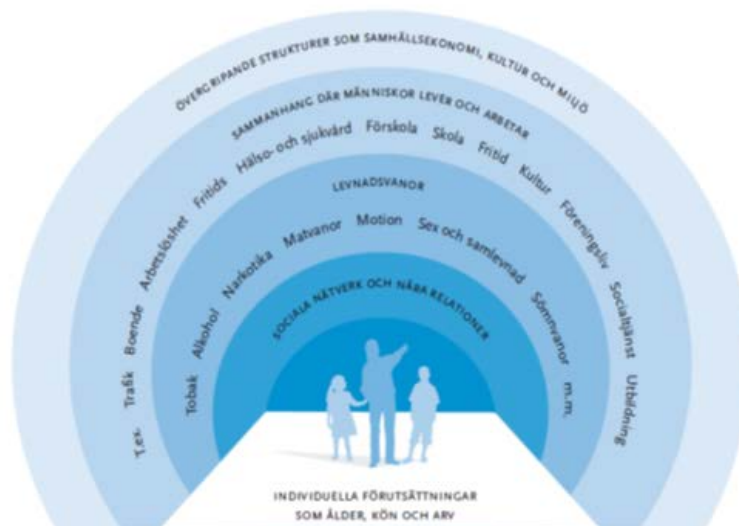 ÖVERGRIPANDE STRUKTURER SOM SAMHÄLLSEKONOMI, KULTUR OCH MILJÖ
SAMMANHANG DÄR MÄNNISKOR LEVER OCH ARBETAR
T.ex. Trafik Boende Arbetslöshet Fritids Hälso- och sjukvård Förskola Skola Fritid Kultur Föreningsliv Socialtjänst Utbildning
LEVNADSVANOR
Tobak Alkohol Narkotika Matvanor Motion Sex och samlevnad Sömnvanor m.m.
SOCIALA NÄTVERK OCH NÄRA RELATIONER
INDIVIDUELLA FÖRUTSÄTTNINGAR
SOM ÅLDER, KÖN OCH ARV